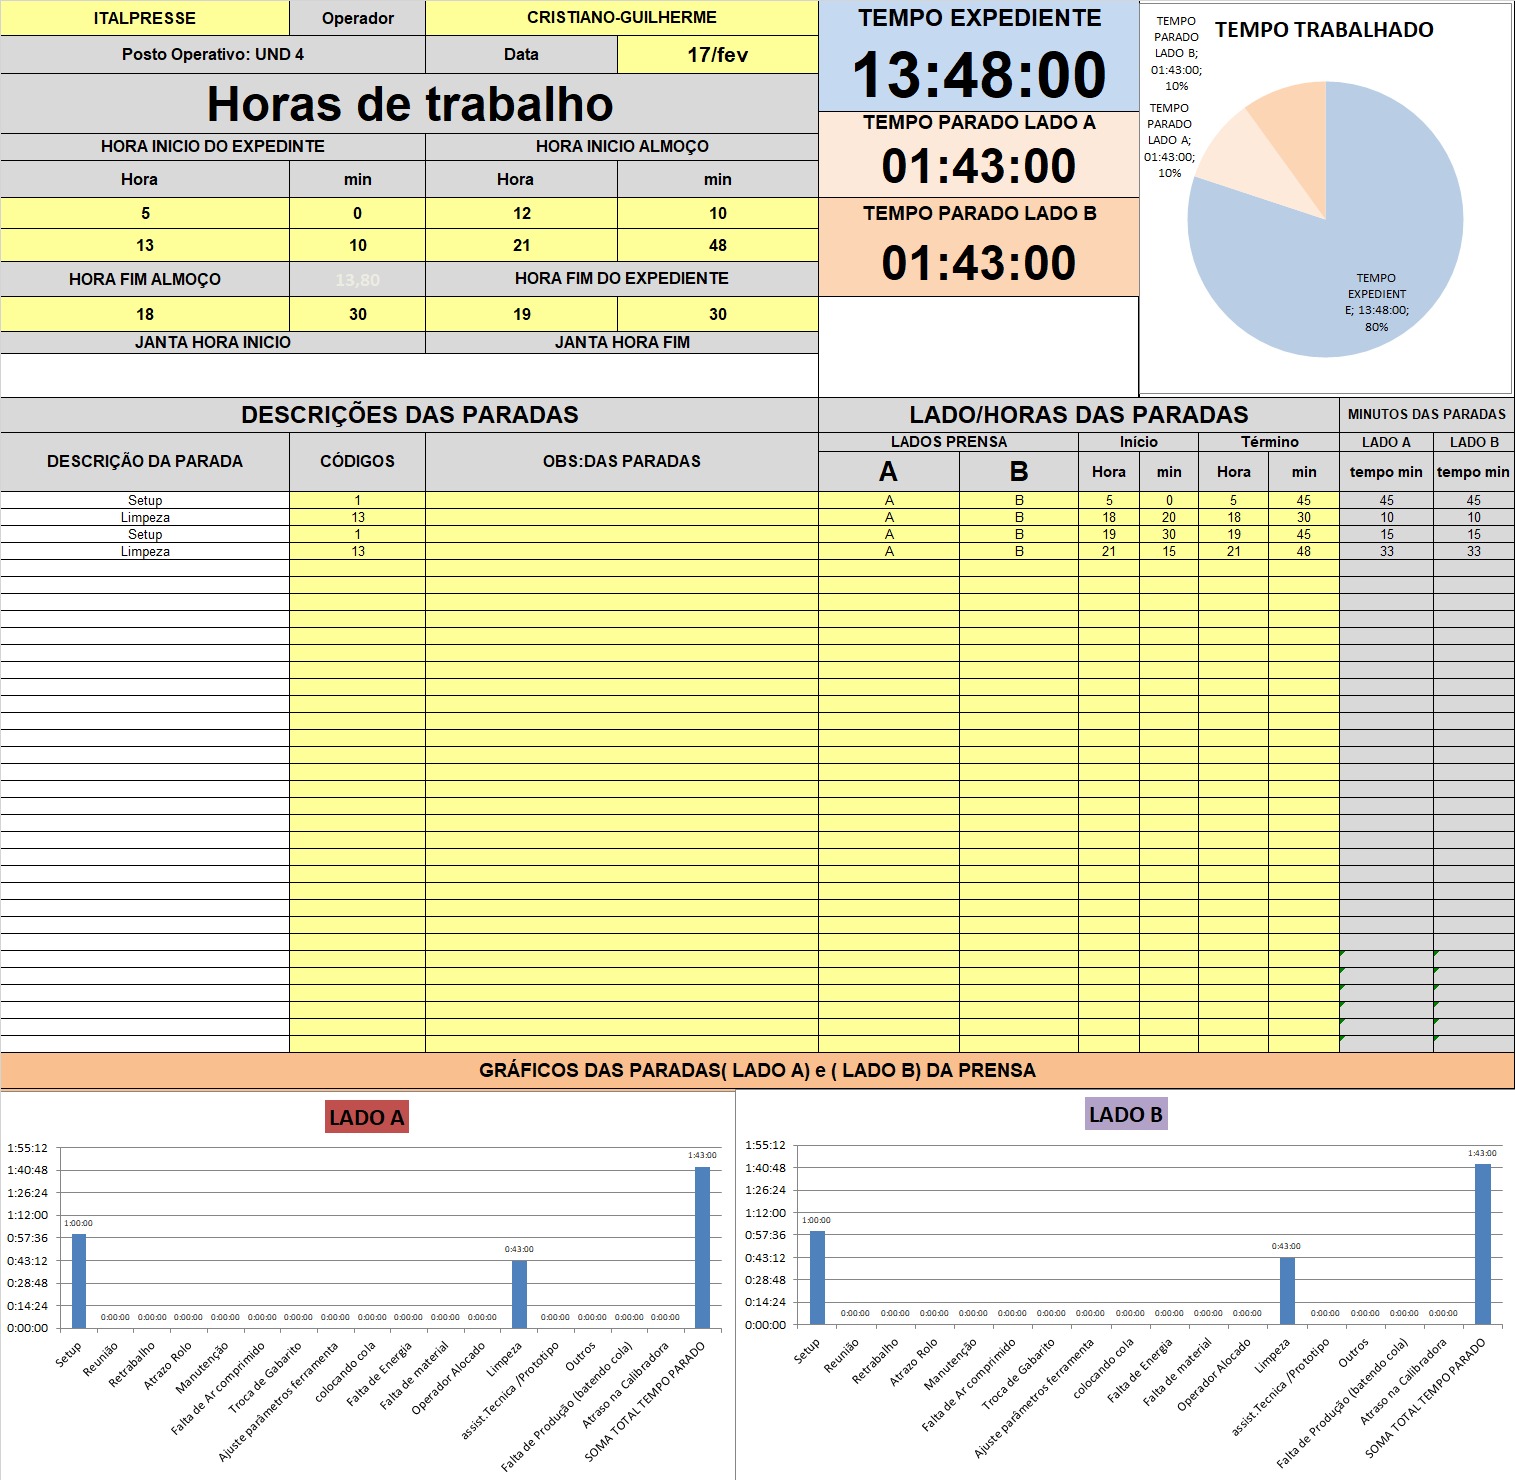 ITALPRESSE Operador CRISTIANO-GUILHERME
Posto Operativo: UND 4 Data 17/fev
Horas de trabalho
HORA INICIO DO EXPEDINTE HORA INICIO ALMOÇO
Hora min Hora min
5 0 12 10
13 10 21 48
HORA FIM ALMOÇO 13,80 HORA FIM DO EXPEDIENTE
18 30 19 30
JANTA HORA INICIO JANTA HORA FIM
TEMPO EXPEDIENTE
13:48:00
TEMPO PARADO LADO A
01:43:00
TEMPO PARADO LADO B
01:43:00
TEMPO TRABALHADO
TEMPO
PARADO
LADO B;
01:43:00;
10%
TEMPO
PARADO
LADO A;
01:43:00;
10%
TEMPO
EXPEDIENT
E; 13:48:00;
80%
DESCRIÇÕES DAS PARADAS LADO/HORAS DAS PARADAS MINUTOS DAS PARADAS
DESCRIÇÃO DA PARADA CÓDIGOS OBS:DAS PARADAS LADOS PRENSA Início Término LADO A LADO B
A B Hora min Hora min tempo min tempo min
Setup 1 A B 5 0 5 45 45 45
Limpeza 13 A B 18 20 18 30 10 10
Setup 1 A B 19 30 19 45 15 15
Limpeza 13 A B 21 15 21 48 33 33
GRÁFICOS DAS PARADAS( LADO A) e ( LADO B) DA PRENSA
LADO A
1:55:12
1:40:48
1:26:24
1:12:00
0:57:36
0:43:12
0:28:48
0:14:24
0:00:00
1:00:00 0:00:00 0:00:00 0:00:00 0:00:00 0:00:00 0:00:00 0:00:00 0:00:00 0:00:00 0:00:00 0:00:00 0:43:00 0:00:00 0:00:00 0:00:00 0:00:00 1:43:00
Setup
Reunião
Retrabalho
Atrazo Rolo
Manutenção
Falta de Ar comprimido
Troca de Gabarito
Ajuste parâmetros ferramenta
colocando cola
Falta de Energia
Falta de material
Operador Alocado
Limpeza
assist.Tecnica /Prototipo
Outros
Falta de Produção (batendo cola)
Atraso na Calibradora
SOMA TOTAL TEMPO PARADO
LADO B
1:55:12
1:40:48
1:26:24
1:12:00
0:57:36
0:43:12
0:28:48
0:14:24
0:00:00
1:00:00 0:00:00 0:00:00 0:00:00 0:00:00 0:00:00 0:00:00 0:00:00 0:00:00 0:00:00 0:00:00 0:00:00 0:43:00 0:00:00 0:00:00 0:00:00 0:00:00 1:43:00
Setup
Reunião
Retrabalho
Atrazo Rolo
Manutenção
Falta de Ar comprimido
Troca de Gabarito
Ajuste parâmetros ferramenta
colocando cola
Falta de Energia
Falta de material
Operador Alocado
Limpeza
assist.Tecnica /Prototipo
Outros
Falta de Produção (batendo cola)
Atraso na Calibradora
SOMA TOTAL TEMPO PARADO